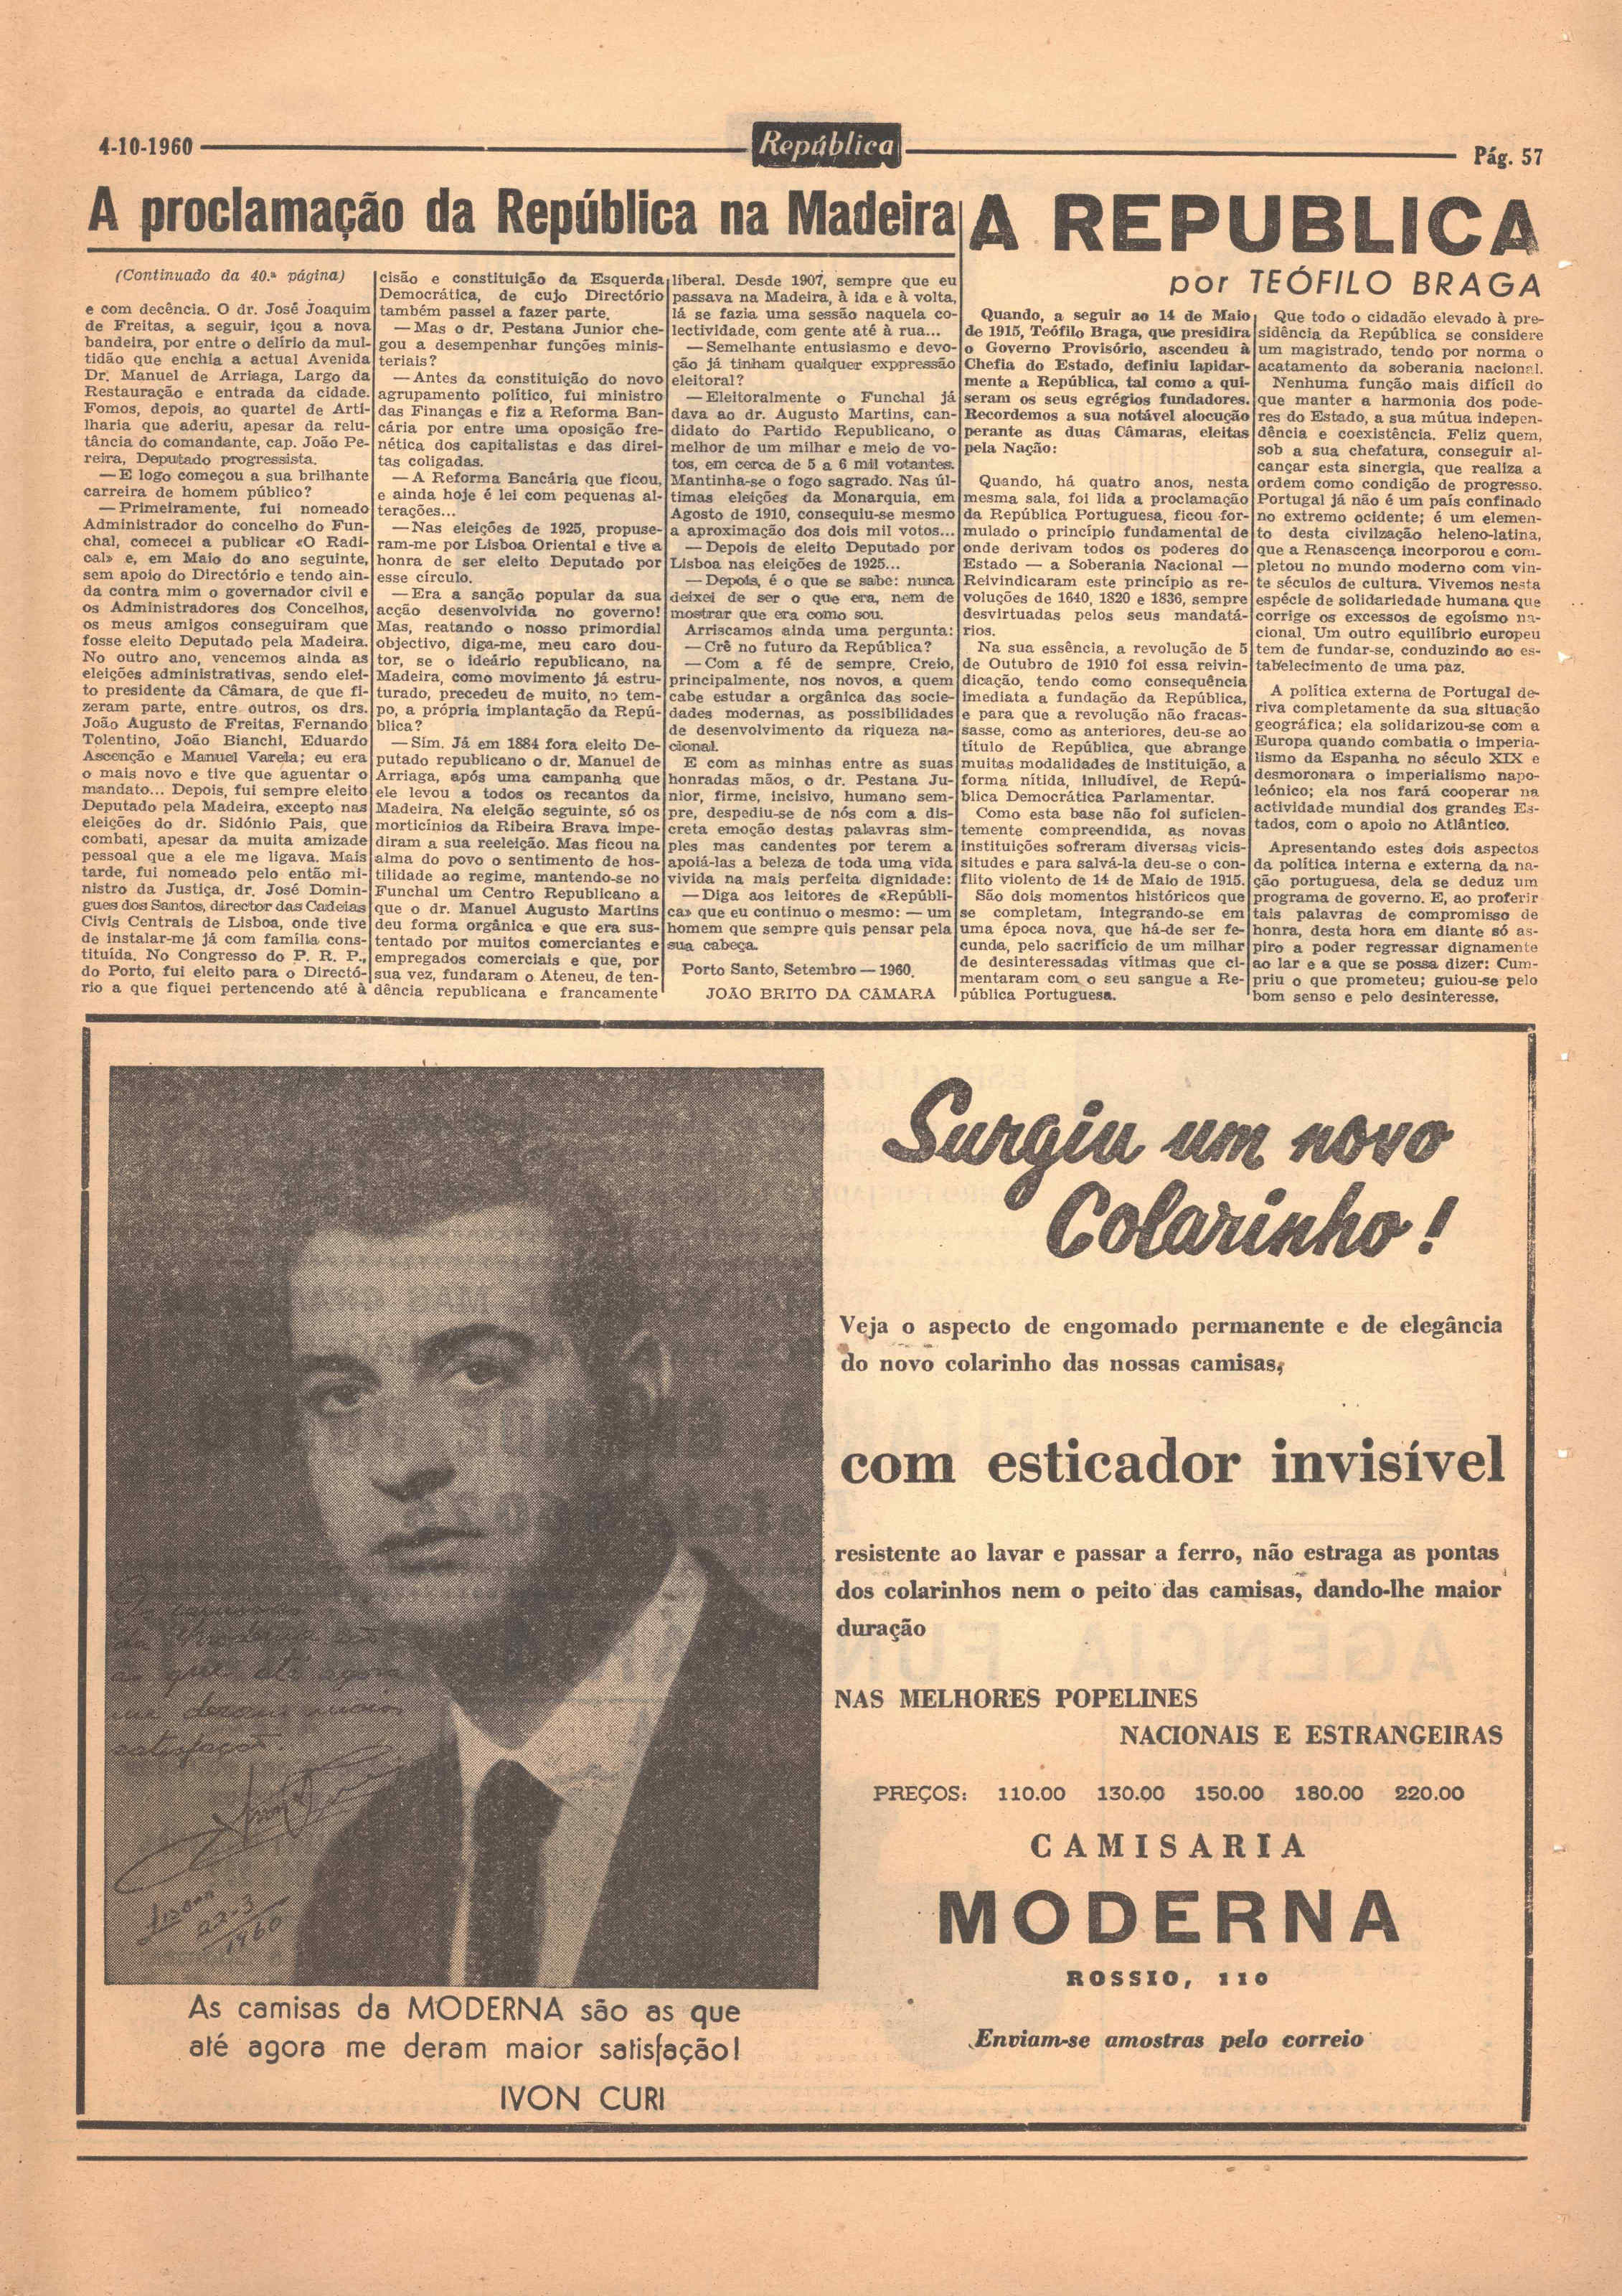 4-10-1960
República
Pág. 57
A proclamação da República na Madeira
(Continuado da 40.ª página)
e com decência. O dr. José Joaquim
de Freitas, a seguir, içou a nova
bandeira, por entre o delírio da mul-
tidão que enchia a actual Avenida
Dr. Manuel de Arriaga, Largo da
Restauração e entrada da cidade.
Fomos, depois, ao quartel de Arti-
lharia que aderiu, apesar da relu-
tância do comandante, cap. João Pe-
reira, Deputado progressista.
— E logo começou a sua brilhante
carreira de homem público?
— Primeiramente, fui nomeado
Administrador do concelho do Fun-
chal, comecei a publicar «O Radi-
cal» e, em Maio do ano seguinte,
sem apoio do Directório e tendo ain-
da contra mim o governador civil e
os Administradores dos Concelhos,
os meus amigos conseguiram que
fosse eleito Deputado pela Madeira.
No outro ano, vencemos ainda as
eleições administrativas, sendo elei-
to presidente da Câmara, de que fi-
zeram parte, entre outros, os drs.
João Augusto de Freitas, Fernando
Tolentino, João Bianchi, Eduardo
Ascenção e Manuel Varela; eu era
o mais novo e tive que aguentar o
mandato... Depois, fui sempre eleito
Deputado pela Madeira, excepto nas
eleições do dr. Sidónio Pais, que
combati, apesar da muita amizade
pessoal que a ele me ligava. Mais
tarde, fui nomeado pelo então mi-
nistro da Justiça, dr. José Domin-
gues dos Santos, director das Cadeias
Civis Centrais de Lisboa, onde tive
de instalar-me já com família cons-
tituída. No Congresso do P. R. P.,
do Porto, fui eleito para o Directó-
rio a que fiquei pertencendo até à
cisão e constituição da Esquerda
Democrática, de cujo Directório
também passei a fazer parte.
— Mas o dr. Pestana Junior che-
gou a desempenhar funções minis-
teriais?
— Antes da constituição do novo
agrupamento político, fui ministro
das Finanças e fiz a Reforma Ban-
cária por entre uma oposição fre-
nética dos capitalistas e das direi-
tas coligadas.
— A Reforma Bancária que ficou,
e ainda hoje é lei com pequenas al-
terações...
— Nas eleições de 1925, propuse-
ram-me por Lisboa Oriental e tive a
honra de ser eleito Deputado por
esse círculo.
— Era a sanção popular da sua
acção desenvolvida no governo!
Mas, reatando o nosso primordial
objectivo, diga-me, meu caro dou-
tor, se o ideário republicano, na
Madeira, como movimento já estru-
turado, precedeu de muito, no tem-
po, a própria implantação da Repú-
blica?
— Sim. Já em 1884 fora eleito De-
putado republicano o dr. Manuel de
Arriaga, após uma campanha que
ele levou a todos os recantos da
Madeira. Na eleição seguinte, só os
morticínios da Ribeira Brava impe-
diram a sua reeleição. Mas ficou na
alma do povo o sentimento de hos-
tilidade ao regime, mantendo-se no
Funchal um Centro Republicano a
que o dr. Manuel Augusto Martins
deu forma orgânica e que era sus-
tentado por muitos comerciantes e
empregados comerciais e que, por
sua vez, fundaram o Ateneu, de ten-
dência republicana e francamente
liberal. Desde 1907, sempre que eu
passava na Madeira, à ida e à volta,
lá se fazia uma sessão naquela co-
lectividade, com gente até à rua...
— Semelhante entusiasmo e devo-
ção já tinham qualquer exppressão
eleitoral?
— Eleitoralmente o Funchal já
dava ao dr. Augusto Martins, can-
didato do Partido Republicano, o
melhor de um milhar e meio de vo-
tos, em cerca de 5 a 6 mil votantes.
Mantinha-se o fogo sagrado. Nas úl-
timas eleições da Monarquia, em
Agosto de 1910, consequiu-se mesmo
a aproximação dos dois mil votos...
— Depois de eleito Deputado por
Lisboa nas eleições de 1925...
— Depois, é o que se sabe: nunca
deixei de ser o que era, nem de
mostrar que era como sou.
Arriscamos ainda uma pergunta:
— Crê no futuro da República?
— Com a fé de sempre. Creio,
principalmente, nos novos, a quem
cabe estudar a orgânica das socie-
dades modernas, as possibilidades
de desenvolvimento da riqueza na-
cional.
E com as minhas entre as suas
honradas mãos, o dr. Pestana Ju-
nior, firme, incisivo, humano sem-
pre, despediu-se de nós com a dis-
creta emoção destas palavras sim-
ples mas candentes por terem a
apoiá-las a beleza de toda uma vida
vivida na mais perfeita dignidade:
— Diga aos leitores de «Repúbli-
ca» que eu continuo o mesmo: — um
homem que sempre quis pensar pela
sua cabeça.
Porto Santo, Setembro — 1960.
JOÃO BRITO DA CÂMARA
A REPUBLICA
por TEÓFILO BRAGA
Quando, a seguir ao 14 de Maio
de 1915, Teófilo Braga, que presidira
o Governo Provisório, ascendeu à
Chefia do Estado, definiu lapidar-
mente a República, tal como a qui-
seram os seus egrégios fundadores.
Recordemos a sua notável alocução
perante as duas Câmaras, eleitas
pela Nação:
Quando, há quatro anos, nesta
mesma sala, foi lida a proclamação
da República Portuguesa, ficou for-
mulado o princípio fundamental de
onde derivam todos os poderes do
Estado — a Soberania Nacional —
Reivindicaram este princípio as re-
voluções de 1640, 1820 e 1836, sempre
desvirtuadas pelos seus mandatá-
rios.
Na sua essência, a revolução de 5
de Outubro de 1910 foi essa reivin-
dicação, tendo como consequência
imediata a fundação da República,
e para que a revolução não fracas-
sasse, como as anteriores, deu-se ao
título de República, que abrange
muitas modalidades de instituição, a
forma nítida, iniludível, de Repú-
blica Democrática Parlamentar.
Como esta base não foi suficien-
temente compreendida, as novas
instituições sofreram diversas vicis-
situdes e para salvá-la deu-se o con-
flito violento de 14 de Maio de 1915.
São dois momentos históricos que
se completam, integrando-se em
uma época nova, que há-de ser fe-
cunda, pelo sacrifício de um milhar
de desinteressadas vítimas que ci-
mentaram com o seu sangue a Re-
pública Portuguesa.
Que todo o cidadão elevado à pre-
sidência da República se considere
um magistrado, tendo por norma o
acatamento da soberania nacional.
Nenhuma função mais difícil do
que manter a harmonia dos pode-
res do Estado, a sua mútua indepen-
dência e coexistência. Feliz quem,
sob a sua chefatura, conseguir al-
cançar esta sinergia, que realiza a
ordem como condição de progresso.
Portugal já não é um país confinado
no extremo ocidente; é um elemen-
to desta civilzação heleno-latina,
que a Renascença incorporou e com-
pletou no mundo moderno com vin-
te séculos de cultura. Vivemos nesta
espécie de solidariedade humana que
corrige os excessos de egoísmo na-
cional. Um outro equilíbrio europeu
tem de fundar-se, conduzindo ao es-
tabelecimento de uma paz.
A política externa de Portugal de-
riva completamente da sua situação
geográfica; ela solidarizou-se com a
Europa quando combatia o imperia-
lismo da Espanha no século XIX e
desmoronara o imperialismo napo-
leónico; ela nos fará cooperar na
actividade mundial dos grandes Es-
tados, com o apoio no Atlântico.
Apresentando estes dois aspectos
da política interna e externa da na-
ção portuguesa, dela se deduz um
programa de governo. E, ao proferir
tais palavras de compromisso de
honra, desta hora em diante só as-
piro a poder regressar dignamente
ao lar e a que se possa dizer: Cum-
priu o que prometeu; guiou-se pelo
bom senso e pelo desinteresse.
Surgiu um novo
Colarinho!
Veja o aspecto de engomado permanente e de elegância
do novo colarinho das nossas camisas,
com esticador invisível
resistente ao lavar e passar a ferro, não estraga as pontas
dos colarinhos nem o peito das camisas, dando-lhe maior
duração
NAS MELHORES POPELINES
NACIONAIS E ESTRANGEIRAS
PREÇOS: 110.00 130.00 150.00 180.00 220.00
CAMISARIA
MODERNA
ROSSIO, 110
Enviam-se amostras pelo correio
As camisas
da Moderna são
as que até agora
me deram maior
satisfação.
Lisboa
22-3
1960
As camisas da MODERNA são as que
até agora me deram maior satisfação!
IVON CURI